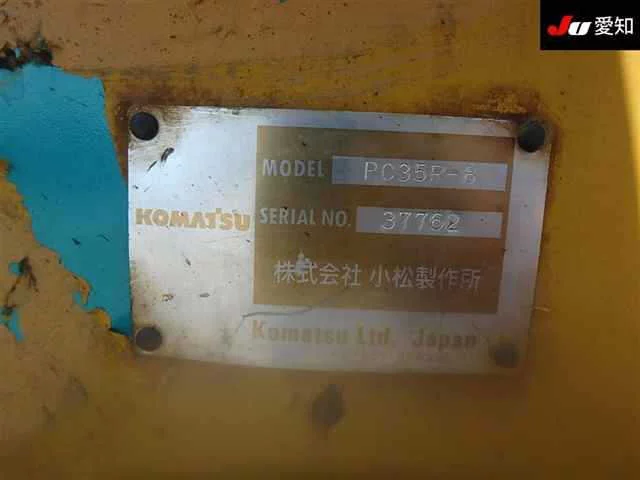 JU 愛知
MODEL PC35R-8
KOMATSU
SERIAL NO. 37762
株式会社 小松製作所
Komatsu Ltd. Japan